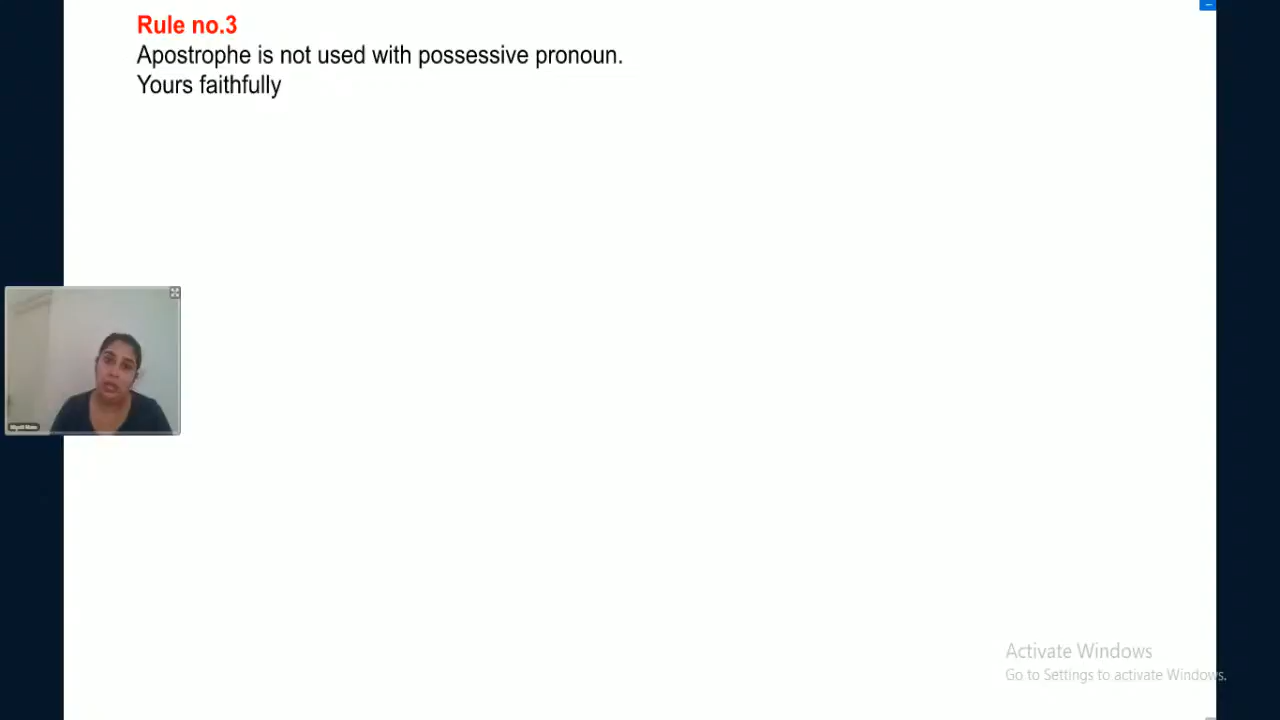 Rule no.3
Apostrophe is not used with possessive pronoun.
Yours faithfully
Activate Windows
Go to Settings to activate Windows.